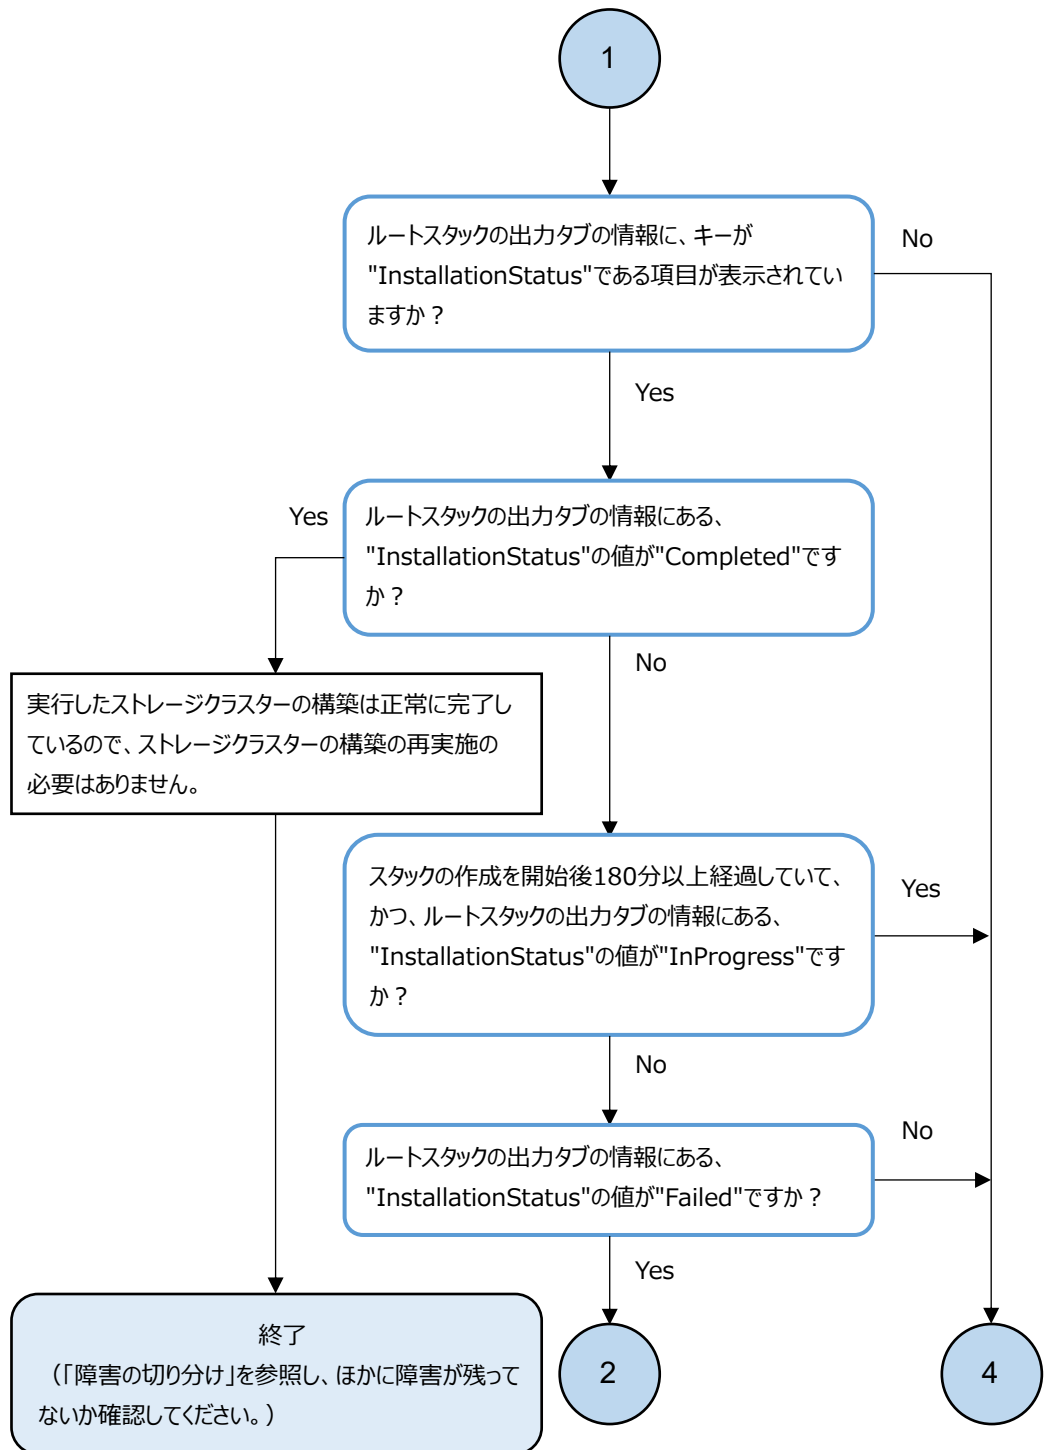 1
ルートスタックの出力タブの情報に、キーが
"InstallationStatus"である項目が表示されてい
ますか？
No
Yes
ルートスタックの出力タブの情報にある、
"InstallationStatus"の値が"Completed"です
か？
Yes
No
実行したストレージクラスターの構築は正常に完了し
ているので、ストレージクラスターの構築の再実施の
必要はありません。
スタックの作成を開始後180分以上経過していて、
かつ、ルートスタックの出力タブの情報にある、
"InstallationStatus"の値が"InProgress"です
か？
Yes
No
ルートスタックの出力タブの情報にある、
"InstallationStatus"の値が"Failed"ですか？
No
Yes
終了
（「障害の切り分け」を参照し、ほかに障害が残って
ないか確認してください。）
2
4